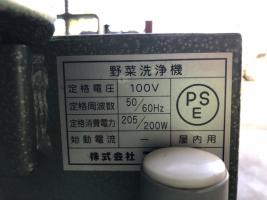 野菜洗浄機
定格電圧 100V
定格周波数 50/60Hz
定格消費電力 205/200W
始動電流 — 屋内用
PSE
株式会社